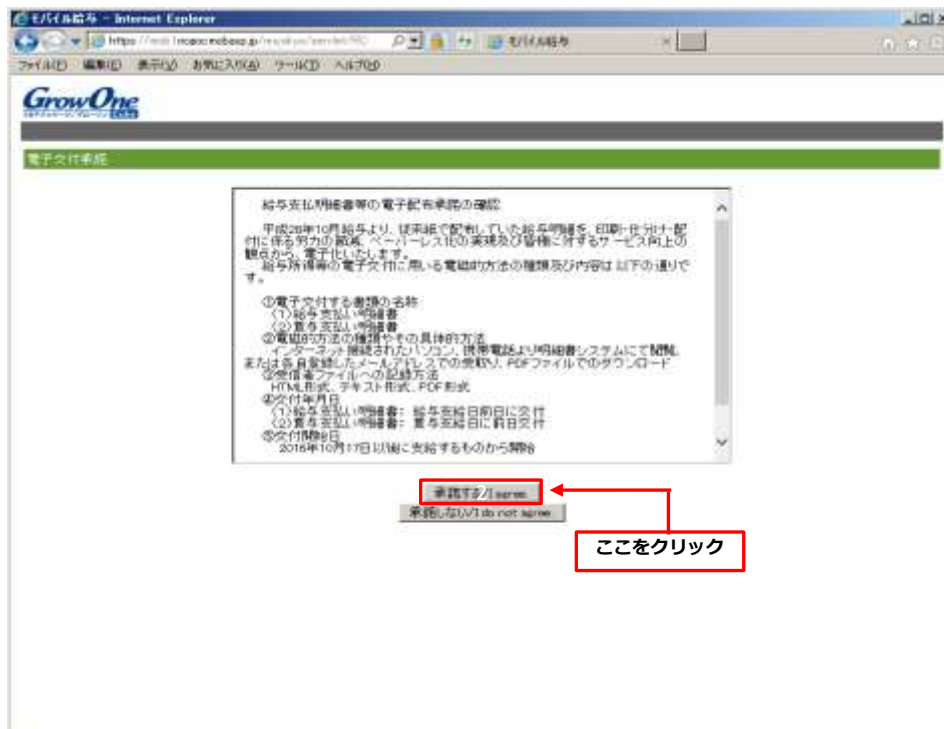 モバイル給与 - Internet Explorer
モバイル給与
ファイル(F) 編集(E) 表示(V) お気に入り(A) ツール(T) ヘルプ(H)
GrowOne
電子交付承諾
給与支払明細書等の電子配布承諾の確認
平成28年10月給与より、従来紙で配布していた給与明細を、印刷・仕分け・配
付に係る労力の節減、ペーパーレス化の実現及び皆様に対するサービス向上の
観点から、電子化いたします。
給与所得等の電子交付に用いる電磁的方法の種類及び内容は以下の通りで
す。
①電子交付する書類の名称
(1)給与支払い明細書
(2)賞与支払い明細書
②電磁的方法の種類やその具体的方法
インターネット接続されたパソコン、携帯電話より明細書システムにて閲覧、
または各自登録したメールアドレスでの受取り、PDFファイルでのダウンロード
③受信者ファイルへの記録方法
HTML形式、テキスト形式、PDF形式
④交付年月日
(1)給与支払い明細書: 給与支給日前日に交付
(2)賞与支払い明細書: 賞与支給日に前日交付
⑤交付開始日
2016年10月17日以後に支給するものから開始
承諾する/I agree
承諾しない/I do not agree
ここをクリック